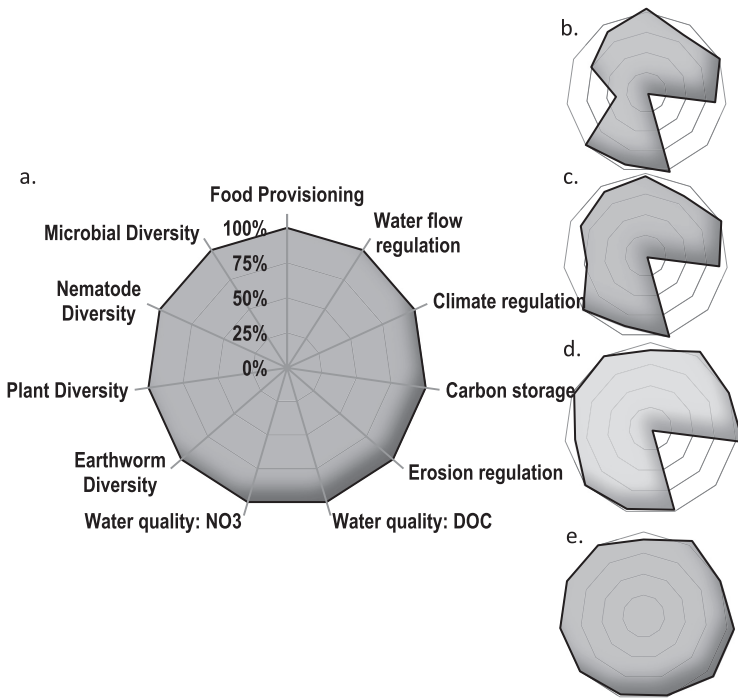 b.
a.
c.
Food Provisioning
Microbial Diversity
100%
Water flow
regulation
75%
Nematode
Diversity
50%
Climate regulation
25%
d.
0%
Plant Diversity
Carbon storage
Earthworm
Diversity
Erosion regulation
Water quality: NO3
Water quality: DOC
e.